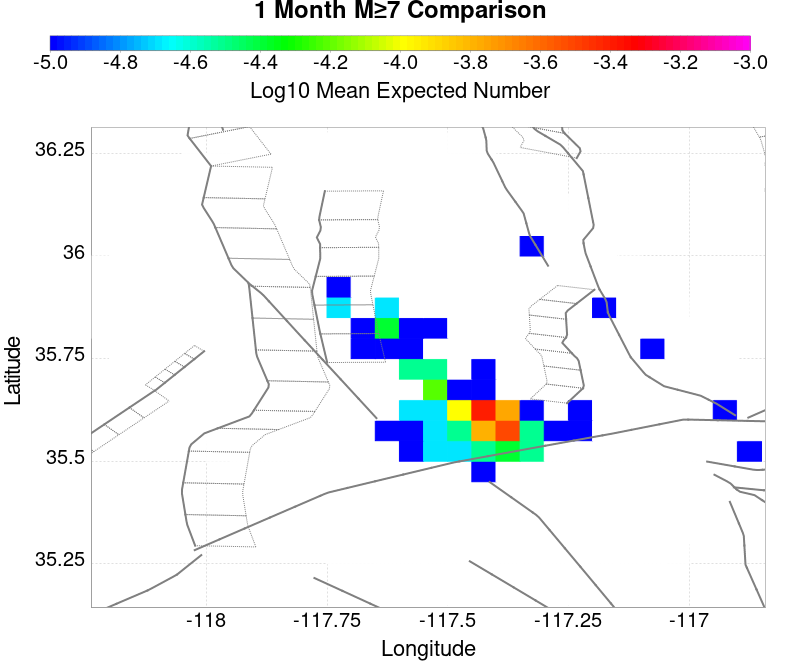 1 Month M≥7 Comparison
-5.0 -4.8 -4.6 -4.4 -4.2 -4.0 -3.8 -3.6 -3.4 -3.2 -3.0
Log10 Mean Expected Number
36.25
36
35.75
35.5
35.25
Latitude
-118 -117.75 -117.5 -117.25 -117
Longitude